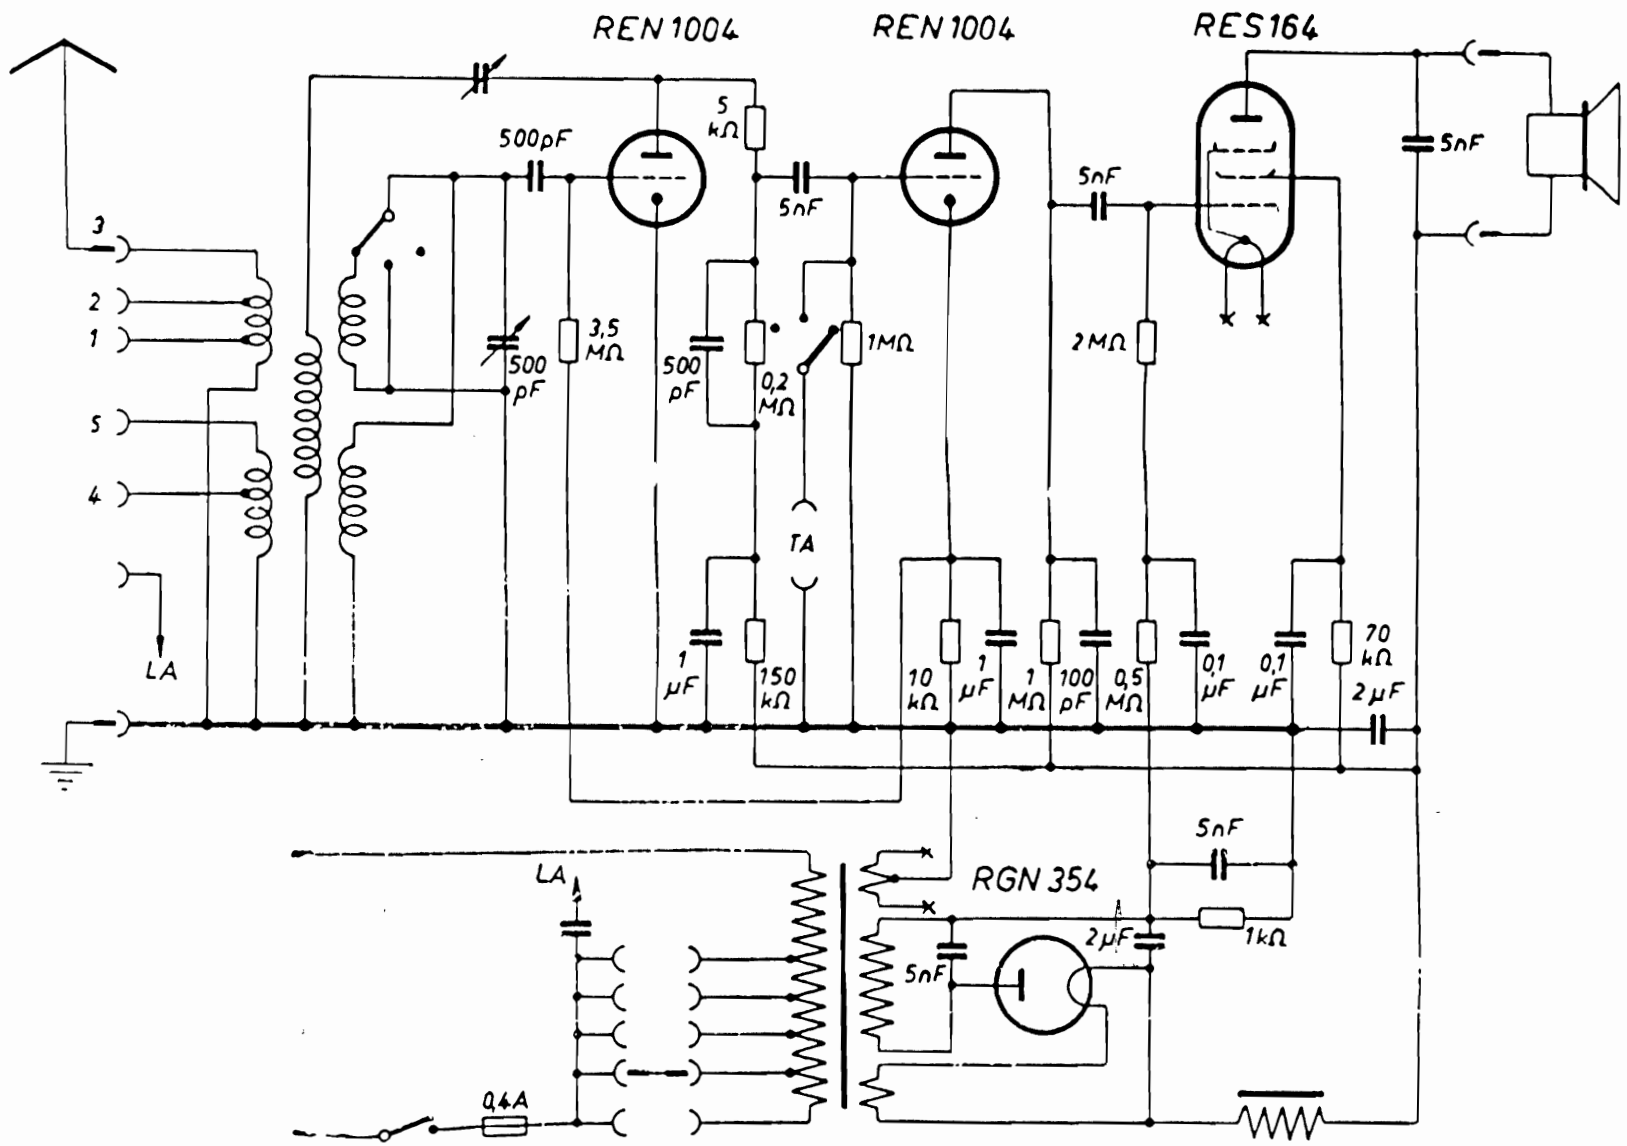 REN 1004
REN 1004
RES 164
5
kΩ
500pF
5nF
5nF
5nF
3
2
1
5
4
LA
500
pF
3,5
MΩ
500
pF
0,2
MΩ
1MΩ
2MΩ
TA
1
µF
150
kΩ
10
kΩ
1
µF
1
MΩ
100
pF
0,5
MΩ
0,1
µF
0,1
µF
70
kΩ
2µF
5nF
LA
RGN 354
2µF
1kΩ
5nF
0,4A